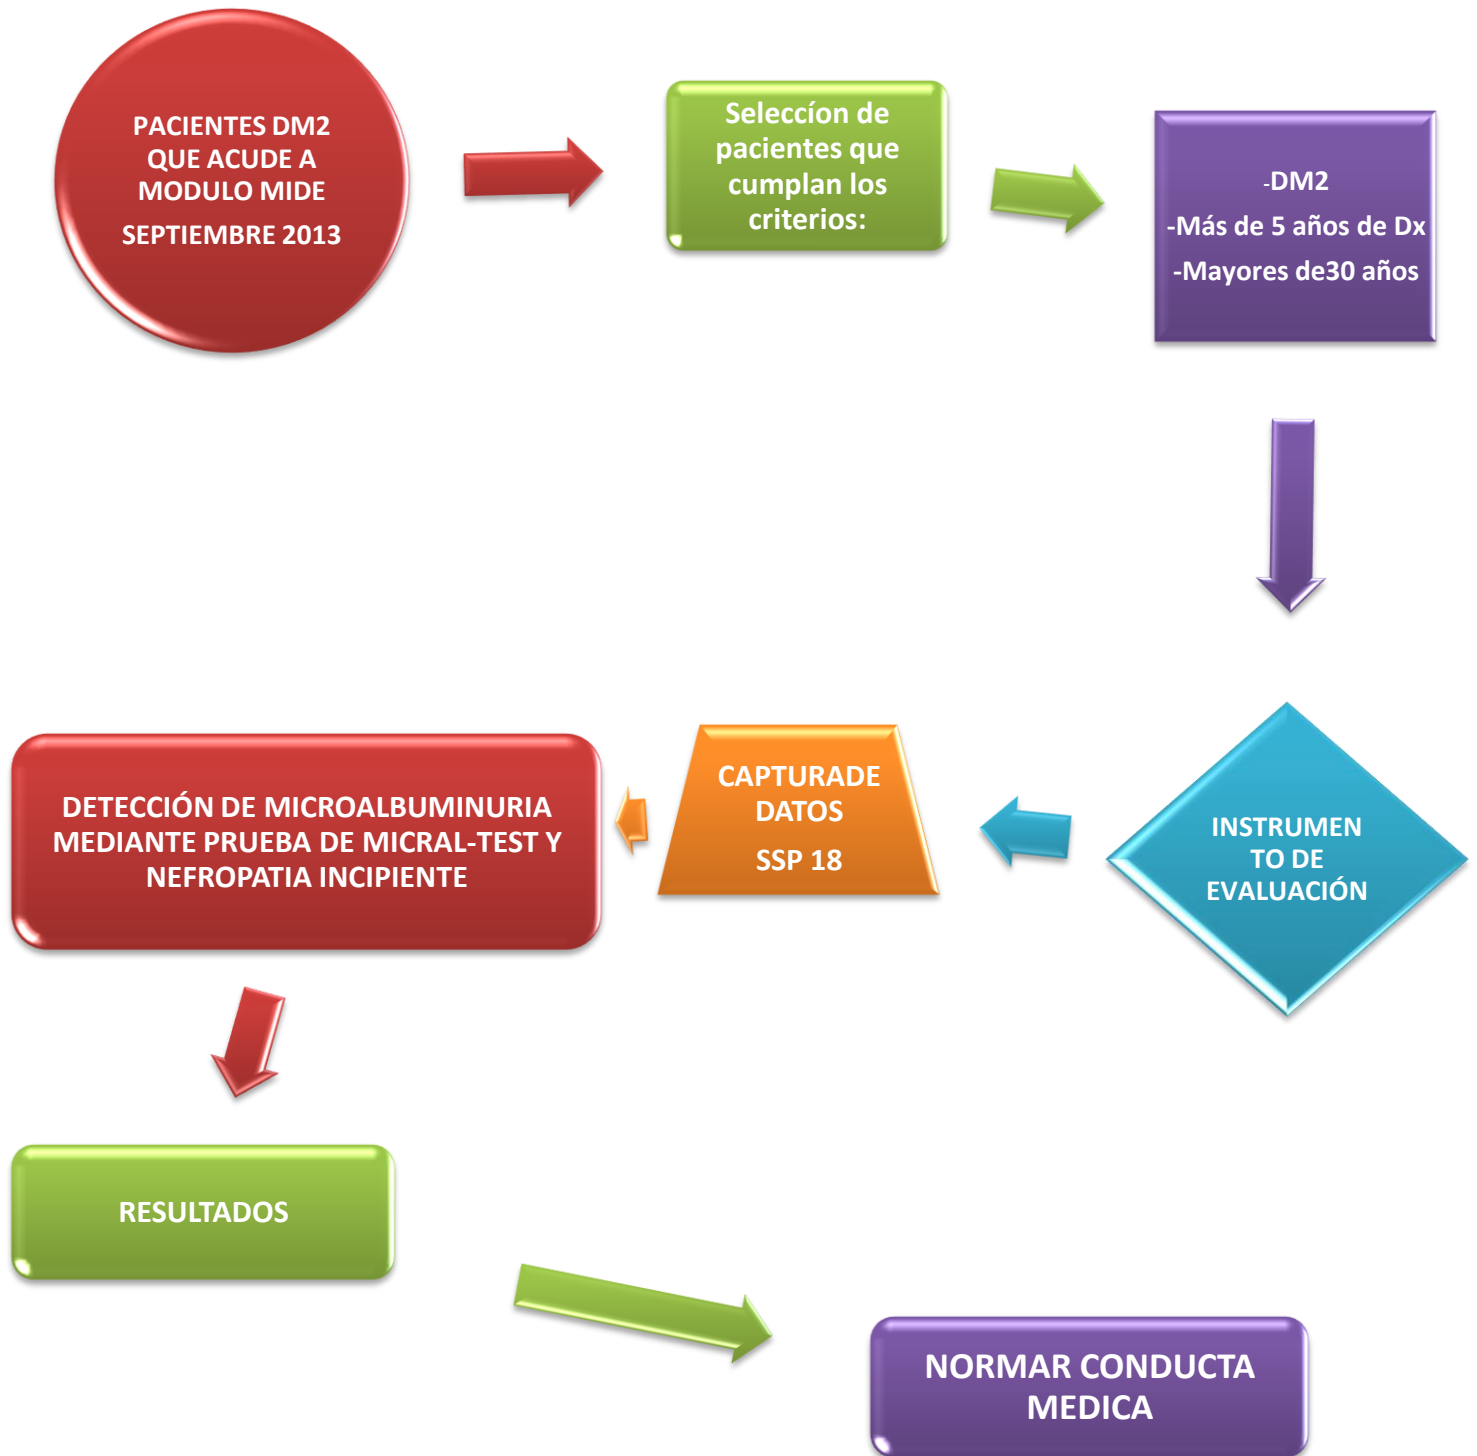 PACIENTES DM2
QUE ACUDE A
MODULO MIDE
SEPTIEMBRE 2013
Seleccíon de
pacientes que
cumplan los
criterios:
-DM2
-Más de 5 años de Dx
-Mayores de30 años
INSTRUMEN
TO DE
EVALUACIÓN
CAPTURADE
DATOS
SSP 18
DETECCIÓN DE MICROALBUMINURIA
MEDIANTE PRUEBA DE MICRAL-TEST Y
NEFROPATIA INCIPIENTE
RESULTADOS
NORMAR CONDUCTA
MEDICA